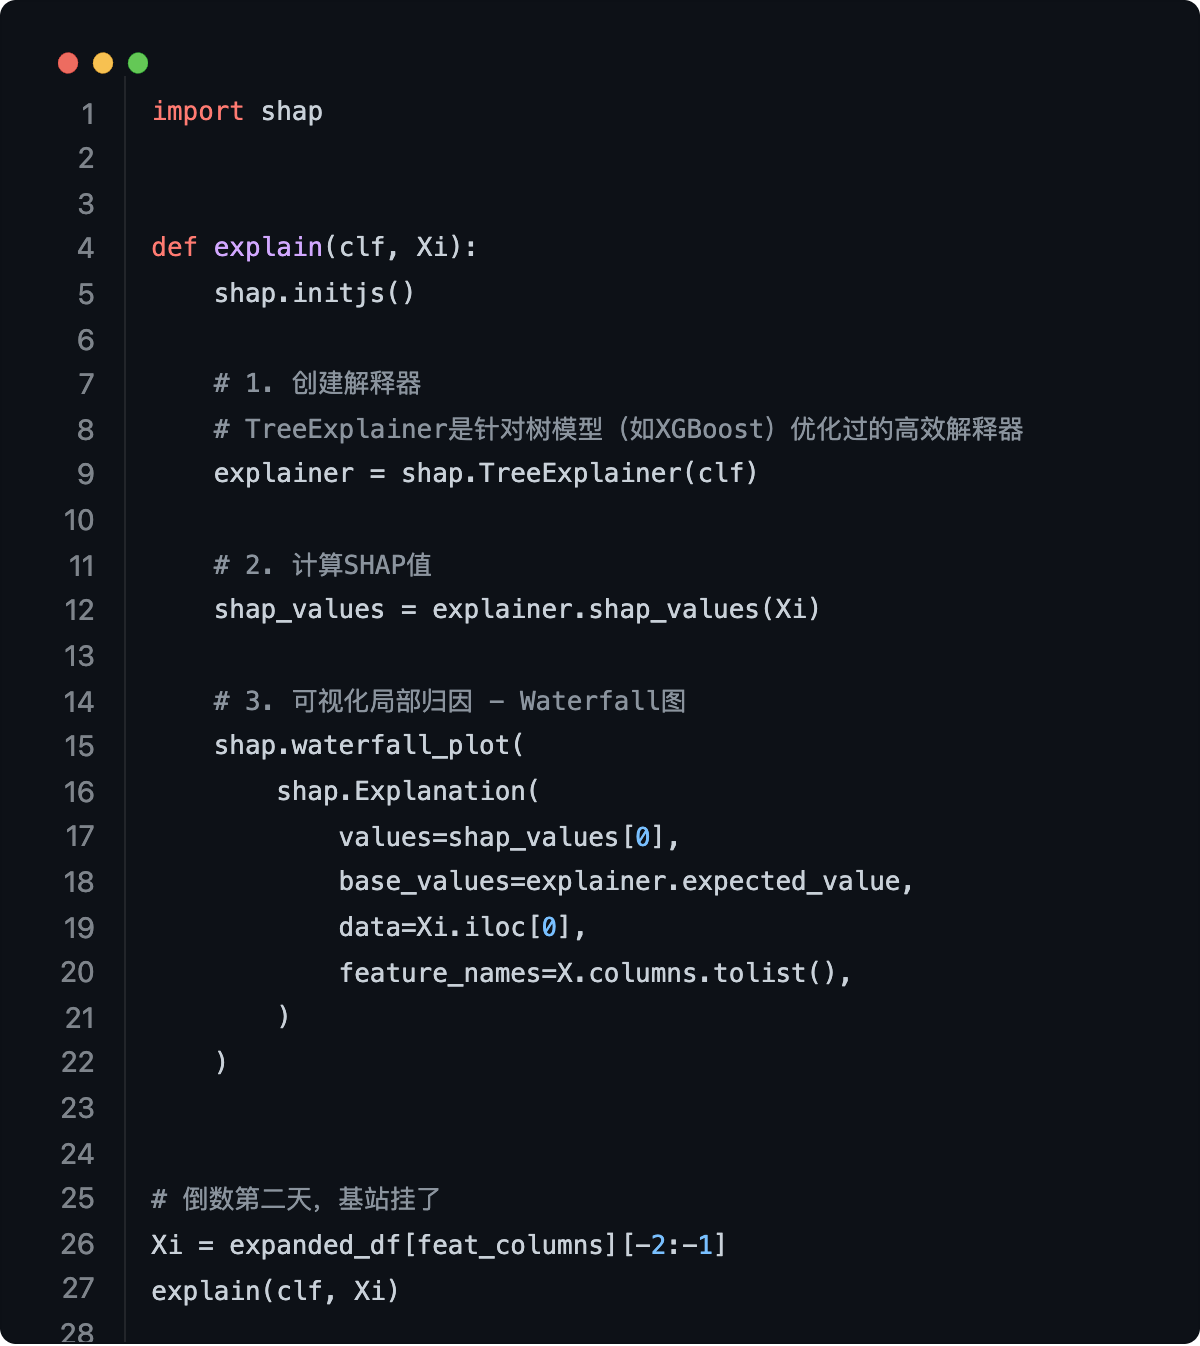 1 import shap
2
3
4 def explain(clf, Xi):
5     shap.initjs()
6
7     # 1. 创建解释器
8     # TreeExplainer是针对树模型（如XGBoost）优化过的高效解释器
9     explainer = shap.TreeExplainer(clf)
10
11     # 2. 计算SHAP值
12     shap_values = explainer.shap_values(Xi)
13
14     # 3. 可视化局部归因 - Waterfall图
15     shap.waterfall_plot(
16         shap.Explanation(
17             values=shap_values[0],
18             base_values=explainer.expected_value,
19             data=Xi.iloc[0],
20             feature_names=X.columns.tolist(),
21         )
22     )
23
24
25 # 倒数第二天，基站挂了
26 Xi = expanded_df[feat_columns][-2:-1]
27 explain(clf, Xi)
28